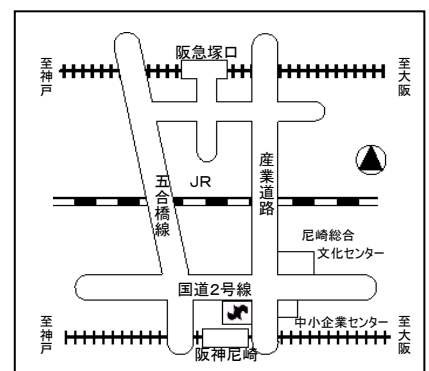 阪急塚口
至神戸
至大阪
産業道路
五合橋線
JR
尼崎総合
文化センター
国道2号線
中小企業センター
至神戸
至大阪
阪神尼崎